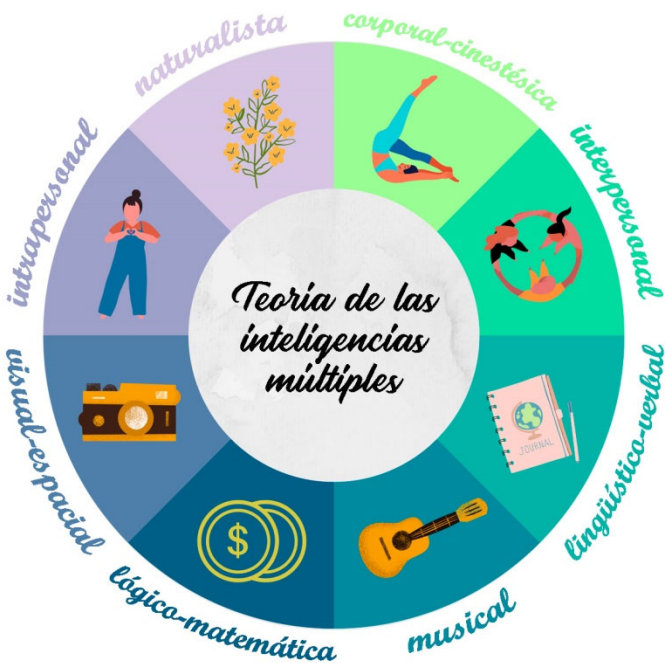 naturalista
corporal-cinestésica
intrapersonal
interpersonal
Teoría de las
inteligencias
múltiples
visual-espacial
lingüístico-verbal
JOURNAL
$
lógico-matemática
musical